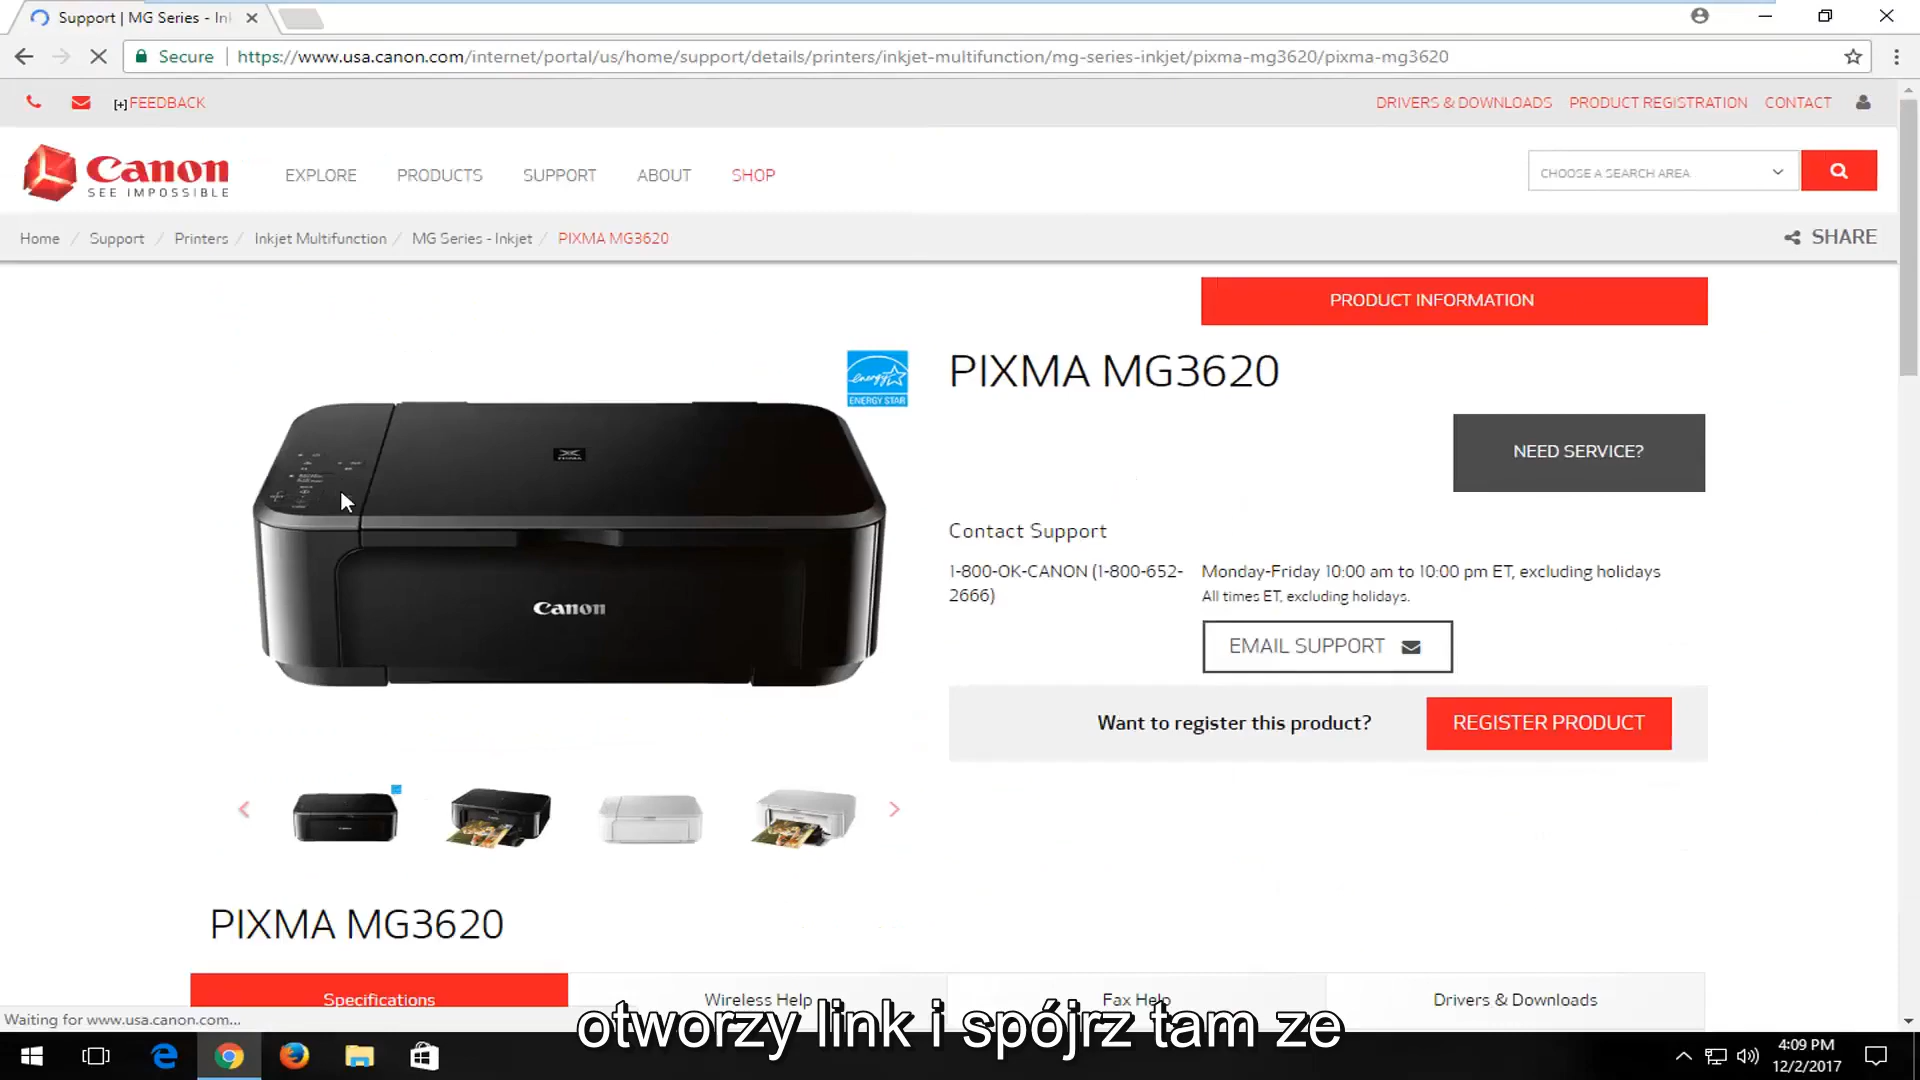 Support | MG Series - Ink
Secure
https://www.usa.canon.com/internet/portal/us/home/support/details/printers/inkjet-multifunction/mg-series-inkjet/pixma-mg3620/pixma-mg3620
[+] FEEDBACK
DRIVERS & DOWNLOADS
PRODUCT REGISTRATION
CONTACT
Canon
SEE IMPOSSIBLE
EXPLORE
PRODUCTS
SUPPORT
ABOUT
SHOP
CHOOSE A SEARCH AREA
Home / Support / Printers / Inkjet Multifunction / MG Series - Inkjet / PIXMA MG3620
SHARE
PRODUCT INFORMATION
energy
ENERGY STAR
PIXMA MG3620
NEED SERVICE?
PIXMA
Canon
Contact Support
1-800-OK-CANON (1-800-652-
2666)
Monday-Friday 10:00 am to 10:00 pm ET, excluding holidays
All times ET, excluding holidays.
EMAIL SUPPORT
Want to register this product?
REGISTER PRODUCT
PIXMA MG3620
Specifications
Wireless Help
Fax Help
Drivers & Downloads
Waiting for www.usa.canon.com...
otworzy link i spójrz tam ze
4:09 PM
12/2/2017